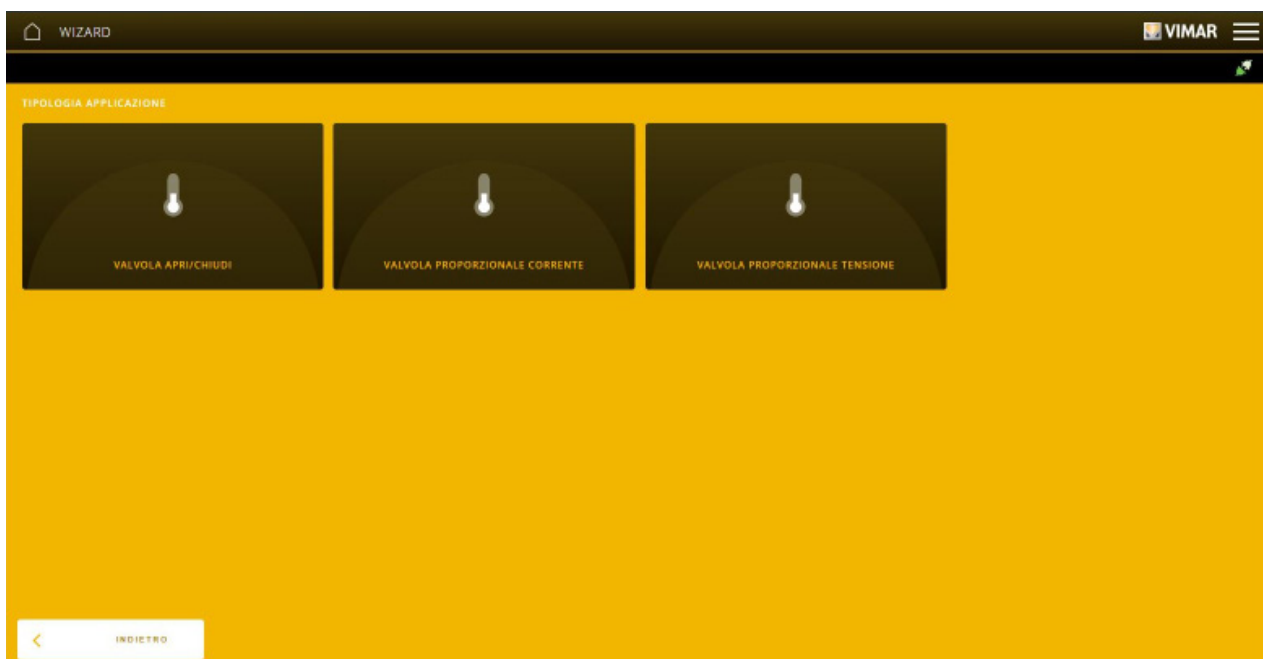 WIZARD
VIMAR
TIPOLOGIA APPLICAZIONE
VALVOLA APRI/CHIUDI
VALVOLA PROPORZIONALE CORRENTE
VALVOLA PROPORZIONALE TENSIONE
INDIETRO